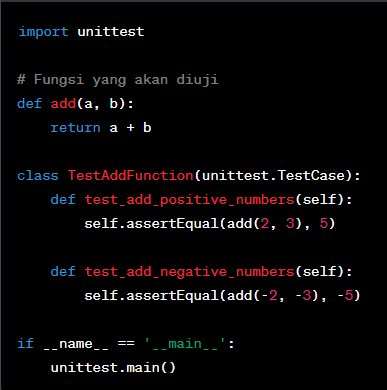 import unittest
# Fungsi yang akan diuji
def add(a, b):
    return a + b
class TestAddFunction(unittest.TestCase):
    def test_add_positive_numbers(self):
        self.assertEqual(add(2, 3), 5)
    def test_add_negative_numbers(self):
        self.assertEqual(add(-2, -3), -5)
if __name__ == '__main__':
    unittest.main()